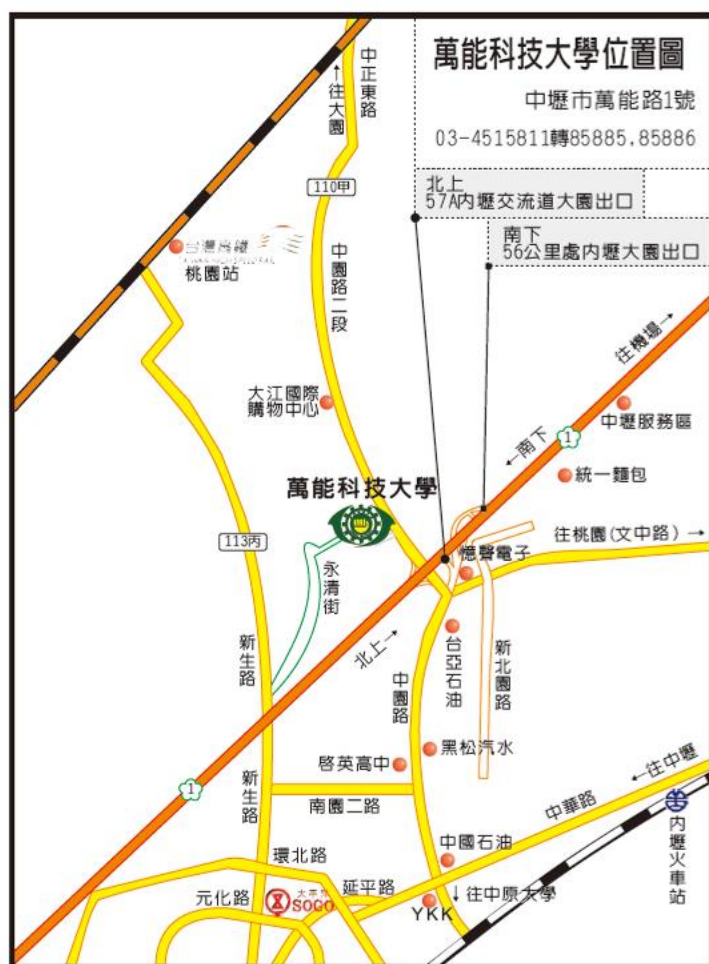 萬能科技大學位置圖
中壢市萬能路1號
03-4515811轉85885.85886
北上
57A内壢交流道大園出口
南下
56公里處内壢大園出口
中正東路
←往大園
110甲
中園路二段
台灣高鐵
桃園站
大江國際
購物中心
往機場→
中壢服務區
1
←南下
統一麵包
萬能科技大學
113丙
永清街
往桃園(文中路) →
憶聲電子
北上→
台亞石油
新北園路
新生路
中園路
黑松汽水
啓英高中
1
新生路
南園二路
←往中壢
中華路
内壢火車站
環北路
中國石油
元化路
太平洋
SOGO
延平路
↓往中原大學
YKK